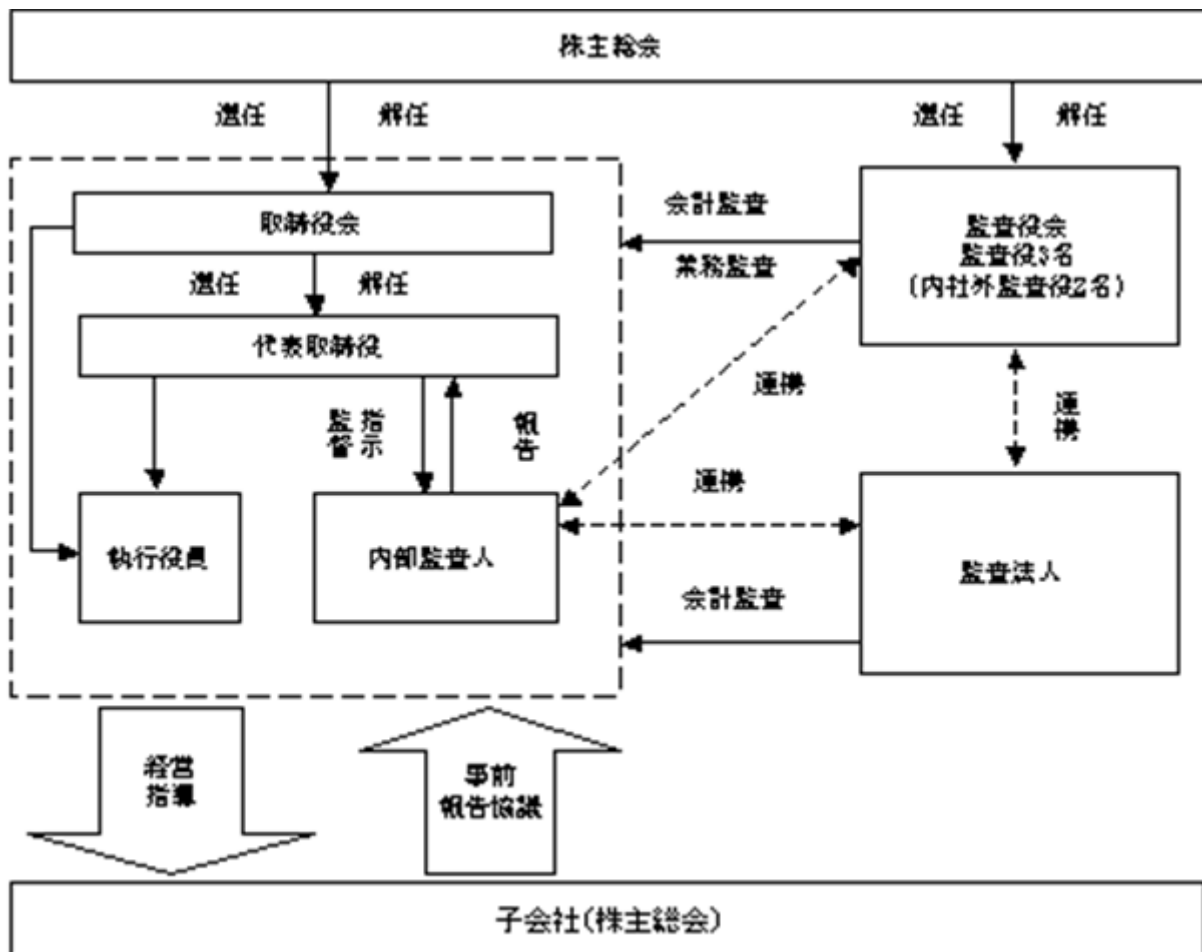 株主総会
選任
解任
選任
解任
取締役会
会計監査
業務監査
監査役会
監査役3名
(内社外監査役2名)
選任
解任
代表取締役
連携
連携
監督
指示
報告
連携
執行役員
内部監査人
会計監査
監査法人
経営
指導
事前
報告協議
子会社(株主総会)